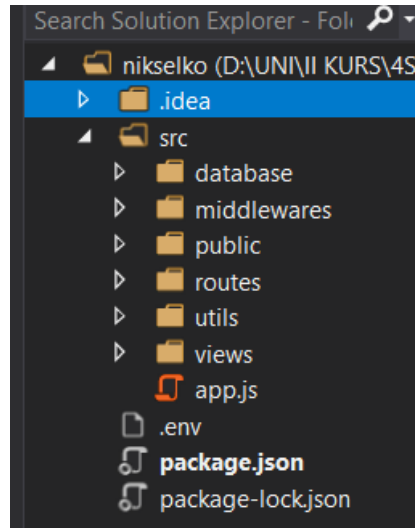 Search Solution Explorer - Fol
nikselko (D:\UNI\II KURS\4S
.idea
src
database
middlewares
public
routes
utils
views
app.js
.env
package.json
package-lock.json